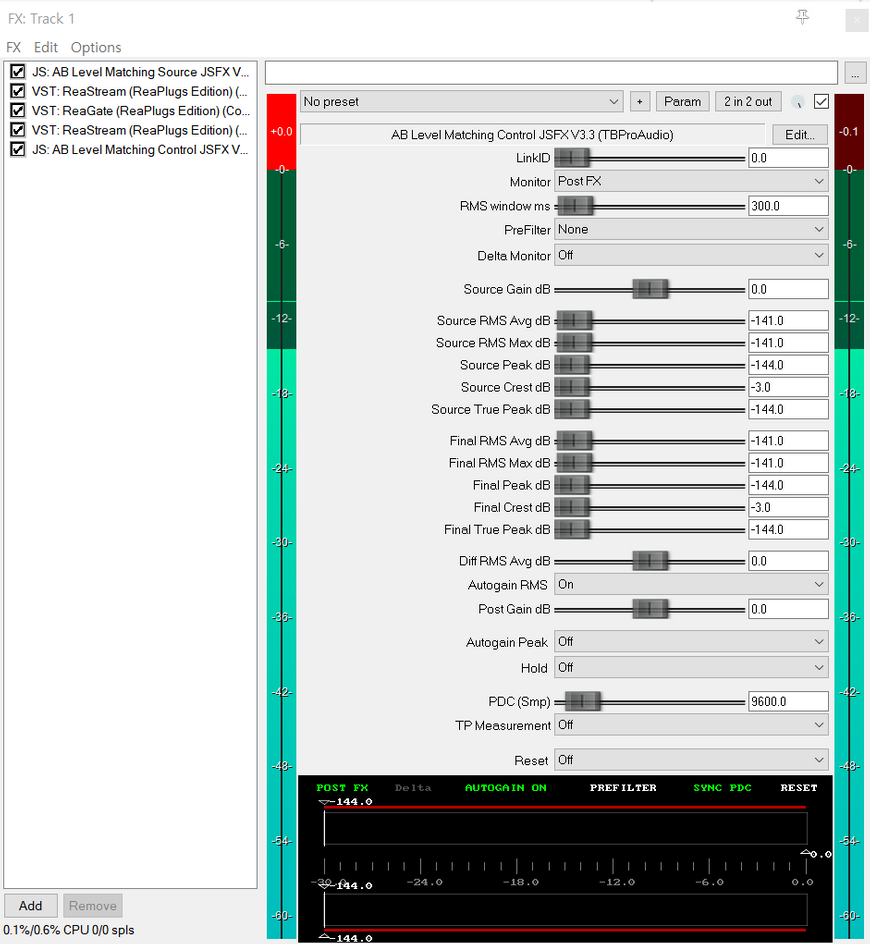 FX: Track 1
FX Edit Options
JS: AB Level Matching Source JSFX V...
VST: ReaStream (ReaPlugs Edition) (...
VST: ReaGate (ReaPlugs Edition) (Co...
VST: ReaStream (ReaPlugs Edition) (...
JS: AB Level Matching Control JSFX V...
...
No preset + Param 2 in 2 out
AB Level Matching Control JSFX V3.3 (TBProAudio) Edit...
LinkID 0.0
Monitor Post FX
RMS window ms 300.0
PreFilter None
Delta Monitor Off
Source Gain dB 0.0
Source RMS Avg dB -141.0
Source RMS Max dB -141.0
Source Peak dB -144.0
Source Crest dB -3.0
Source True Peak dB -144.0
Final RMS Avg dB -141.0
Final RMS Max dB -141.0
Final Peak dB -144.0
Final Crest dB -3.0
Final True Peak dB -144.0
Diff RMS Avg dB 0.0
Autogain RMS On
Post Gain dB 0.0
Autogain Peak Off
Hold Off
PDC (Smp) 9600.0
TP Measurement Off
Reset Off
+0.0
-0-
-6-
-12-
-18-
-24-
-30-
-36-
-42-
-48-
-54-
-60-
-0.1
-0-
-6-
-12-
-18-
-24-
-30-
-36-
-42-
-48-
-54-
-60-
POST FX Delta AUTOGAIN ON PREFILTER SYNC PDC RESET
-144.0
0.0
-30.0 -24.0 -18.0 -12.0 -6.0 0.0
-144.0
-144.0
Add Remove
0.1%/0.6% CPU 0/0 spls